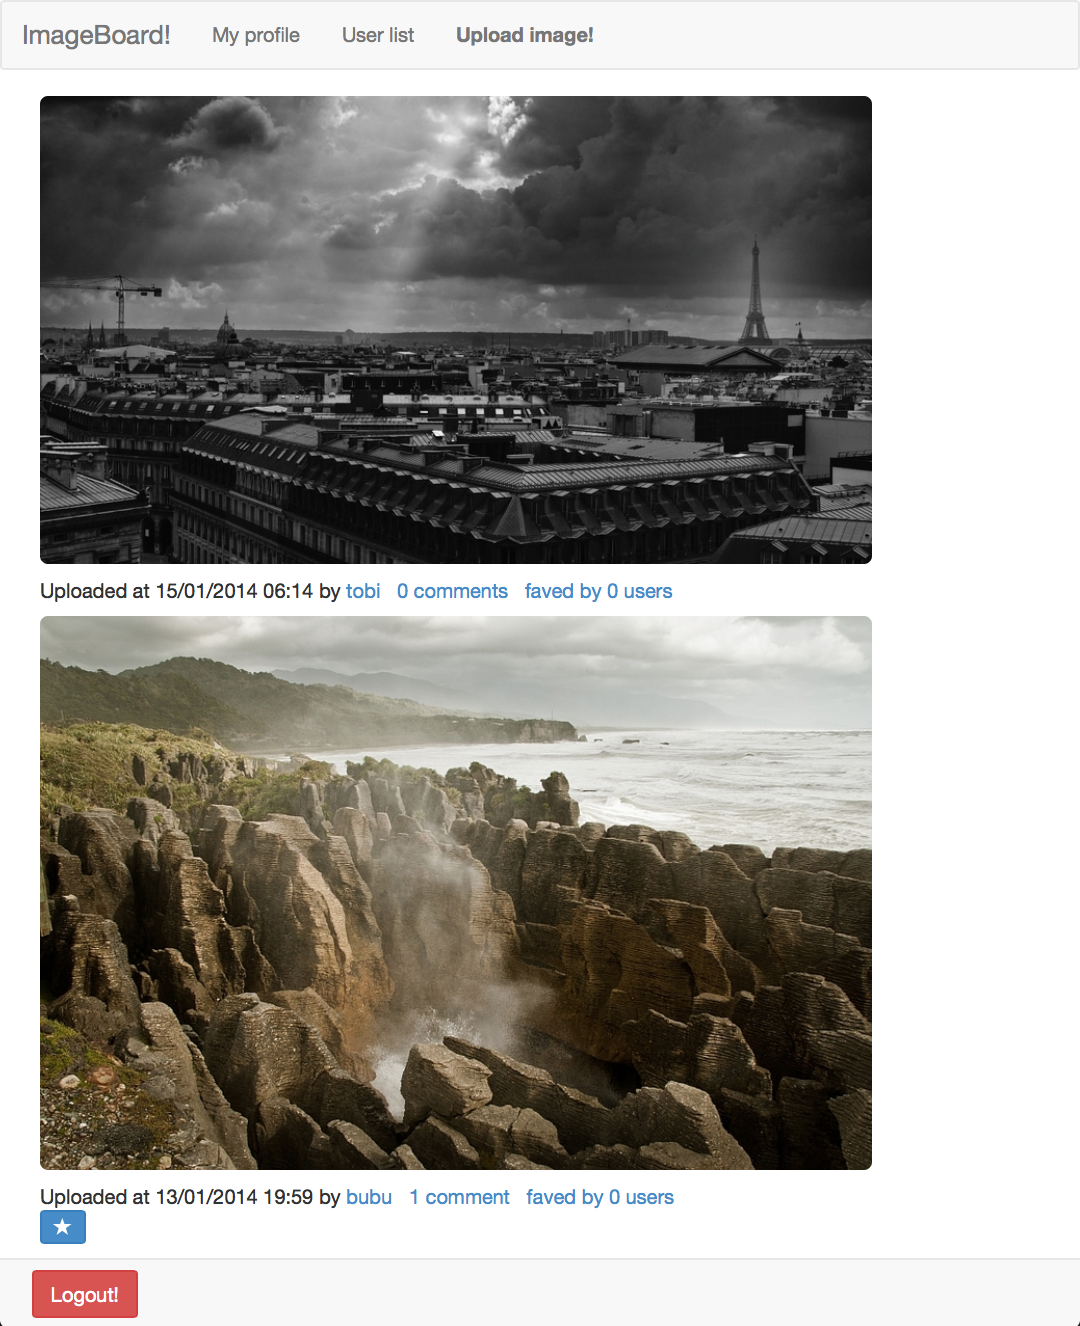 ImageBoard! My profile User list Upload image!
Uploaded at 15/01/2014 06:14 by tobi 0 comments faved by 0 users
Uploaded at 13/01/2014 19:59 by bubu 1 comment faved by 0 users
Logout!